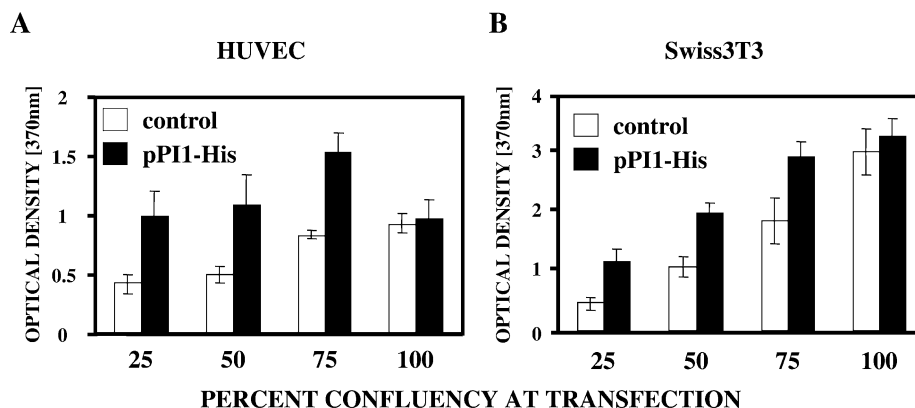 A
HUVEC
OPTICAL DENSITY [370nm]
2
1.5
1
0.5
0
control
pPI1-His
25 50 75 100
B
Swiss3T3
OPTICAL DENSITY [370nm]
4
3
2
1
0
control
pPI1-His
25 50 75 100
PERCENT CONFLUENCY AT TRANSFECTION